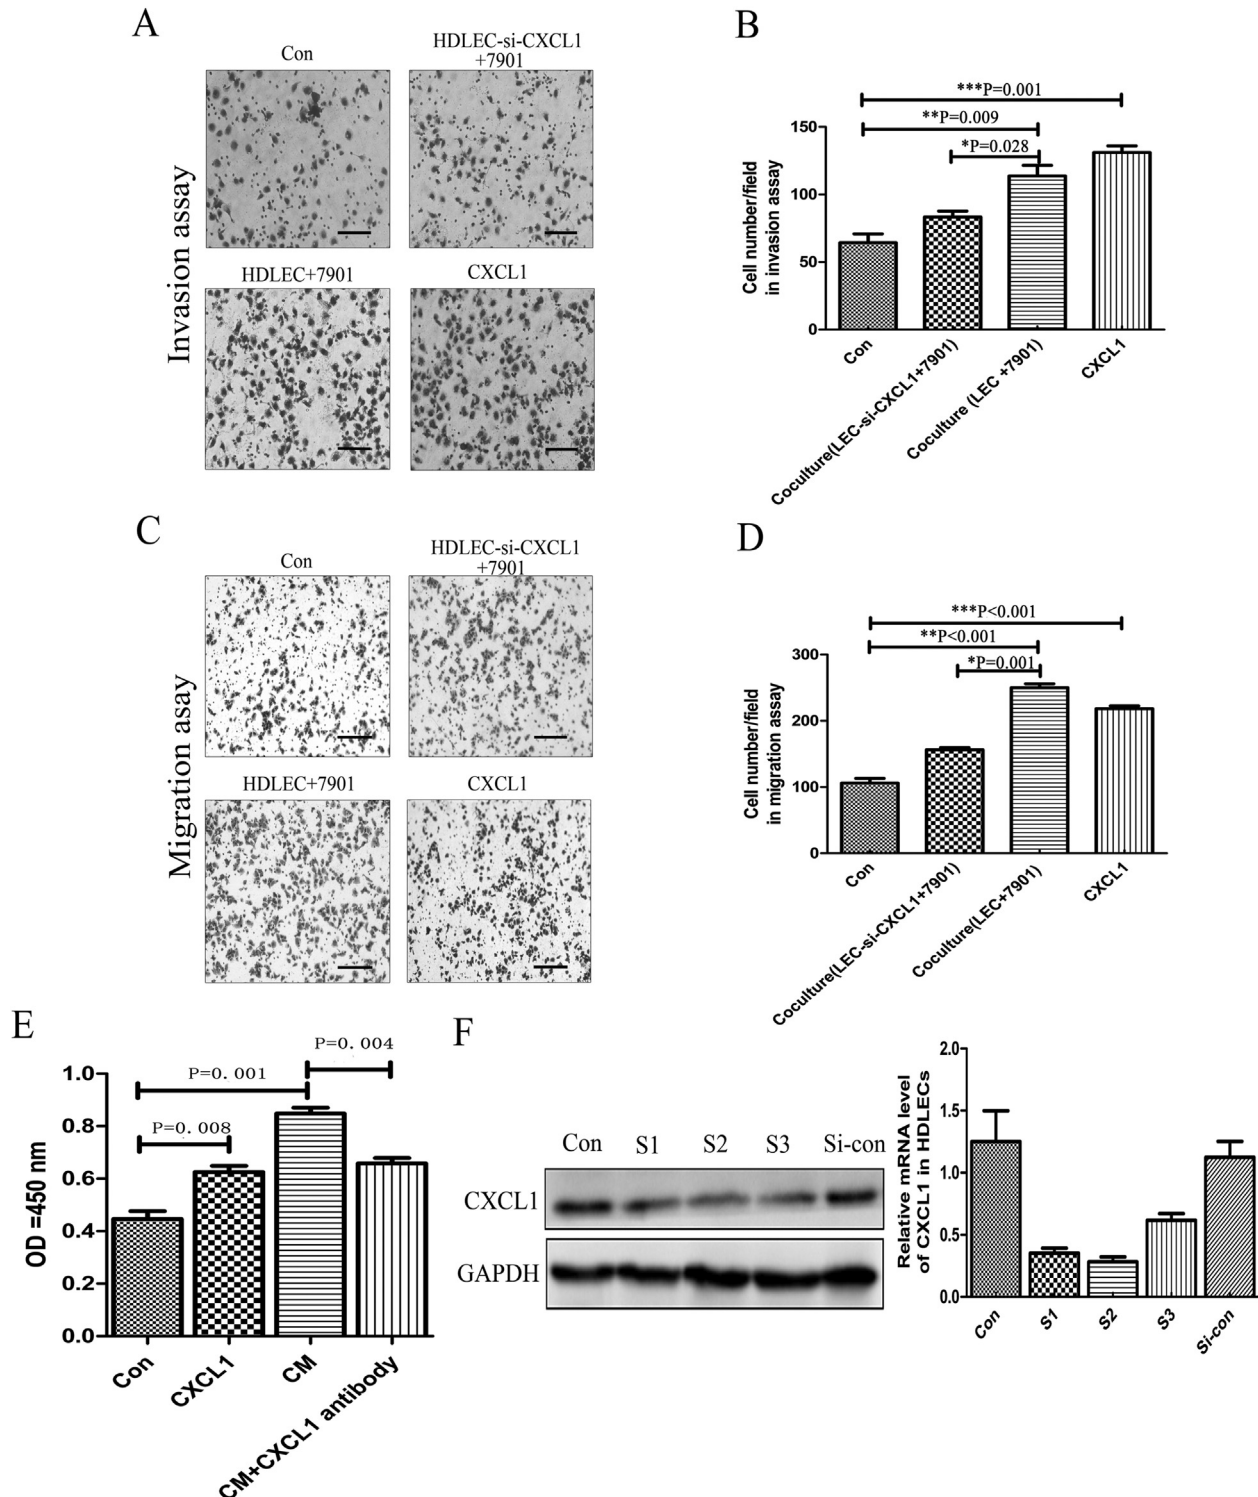 A
Con
HDLEC-si-CXCL1
+7901
HDLEC+7901
CXCL1
Invasion assay
B
***P=0.001
**P=0.009
*P=0.028
150
100
50
0
Cell number/field
in invasion assay
Con
Coculture(LEC-si-CXCL1+7901)
Coculture (LEC +7901)
CXCL1
C
Con
HDLEC-si-CXCL1
+7901
HDLEC+7901
CXCL1
Migration asay
D
***P<0.001
**P<0.001
*P=0.001
300
200
100
0
Cell number/field
in migration assay
Con
Coculture(LEC-si-CXCL1+7901)
Coculture(LEC+7901)
CXCL1
E
P=0.004
P=0.001
P=0.008
1.0
0.8
0.6
0.4
0.2
0.0
OD =450 nm
Con
CXCL1
CM
CM+CXCL1 antibody
F
Con S1 S2 S3 Si-con
CXCL1
GAPDH
2.0
1.5
1.0
0.5
0.0
Relative mRNA level
of CXCL1 in HDLECs
Con
S1
S2
S3
Si-con